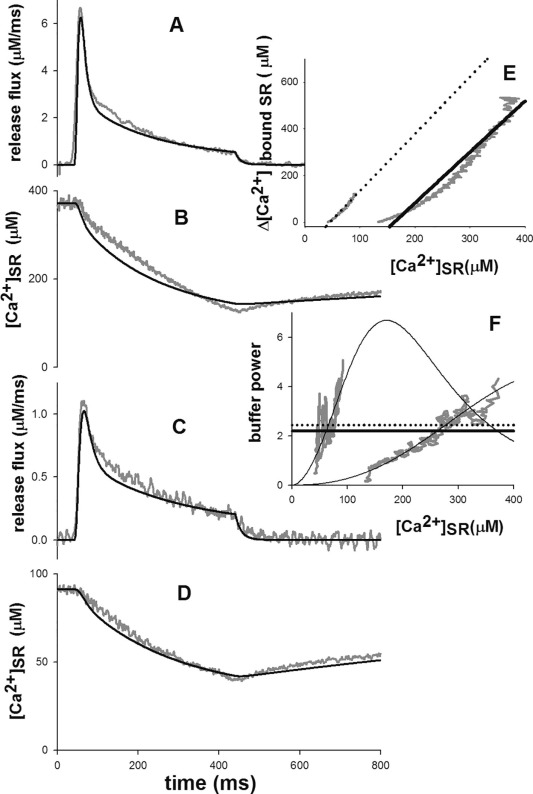 A
release flux (μM/ms)
6
4
2
0
B
[Ca2+]SR (μM)
400
200
0
C
release flux (μM/ms)
1.0
0.5
0.0
D
[Ca2+]SR (μM)
100
50
0
0 200 400 600 800
time (ms)
E
Δ[Ca2+] bound SR ( μM)
600
400
200
0
0 100 200 300 400
[Ca2+]SR(μM)
F
buffer power
6
4
2
0
0 100 200 300 400
[Ca2+]SR(μM)